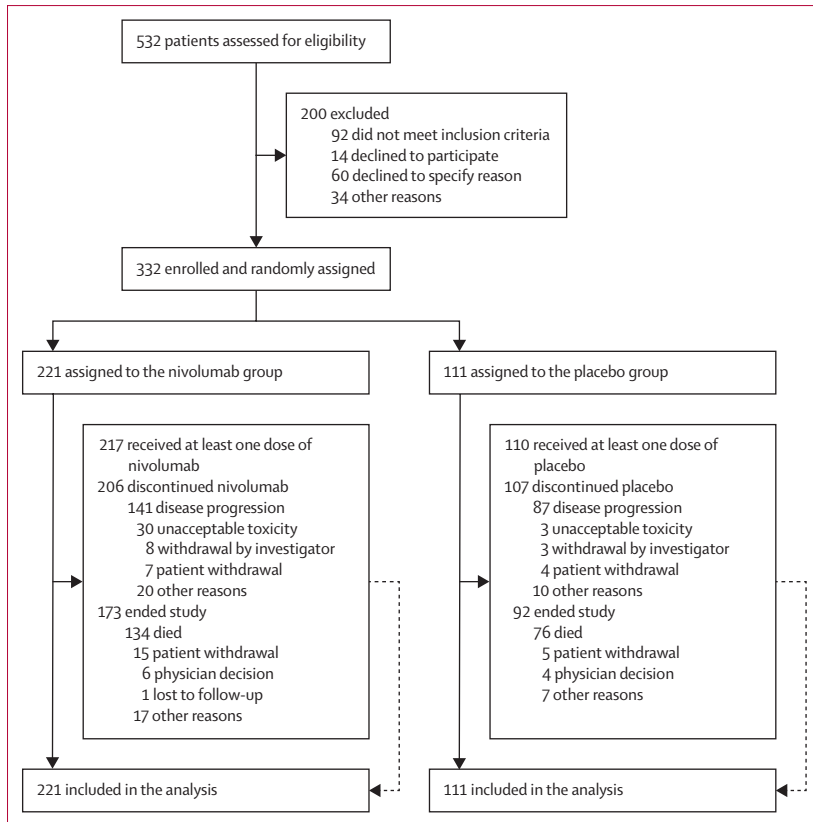 532 patients assessed for eligibility
200 excluded
92 did not meet inclusion criteria
14 declined to participate
60 declined to specify reason
34 other reasons
332 enrolled and randomly assigned
221 assigned to the nivolumab group
111 assigned to the placebo group
217 received at least one dose of
nivolumab
206 discontinued nivolumab
141 disease progression
30 unacceptable toxicity
8 withdrawal by investigator
7 patient withdrawal
20 other reasons
173 ended study
134 died
15 patient withdrawal
6 physician decision
1 lost to follow-up
17 other reasons
110 received at least one dose of
placebo
107 discontinued placebo
87 disease progression
3 unacceptable toxicity
3 withdrawal by investigator
4 patient withdrawal
10 other reasons
92 ended study
76 died
5 patient withdrawal
4 physician decision
7 other reasons
221 included in the analysis
111 included in the analysis